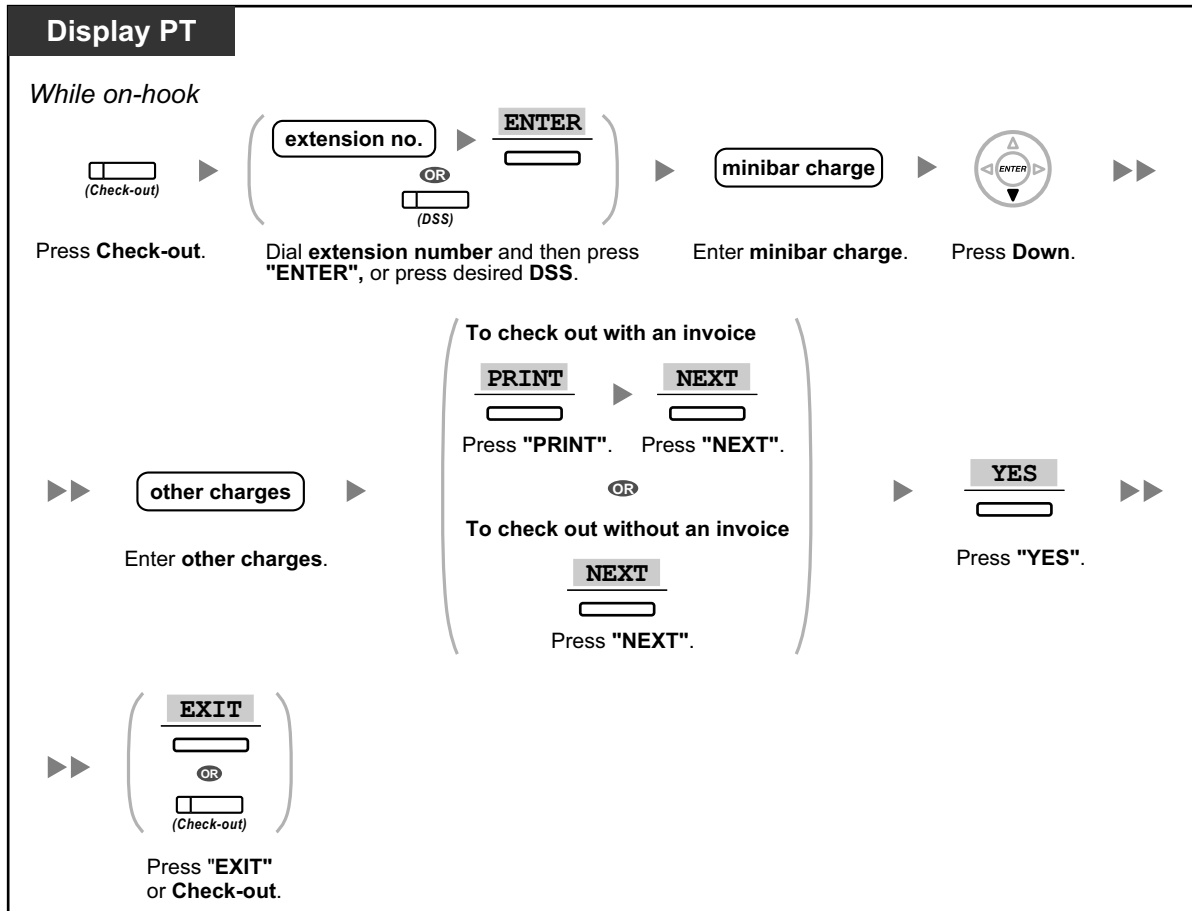 Display PT
While on-hook
(Check-out)
extension no.
ENTER
OR
(DSS)
minibar charge
ENTER
Press Check-out.
Dial extension number and then press
"ENTER", or press desired DSS.
Enter minibar charge.
Press Down.
other charges
Enter other charges.
To check out with an invoice
PRINT
NEXT
Press "PRINT".
Press "NEXT".
OR
To check out without an invoice
NEXT
Press "NEXT".
YES
Press "YES".
EXIT
OR
(Check-out)
Press "EXIT"
or Check-out.